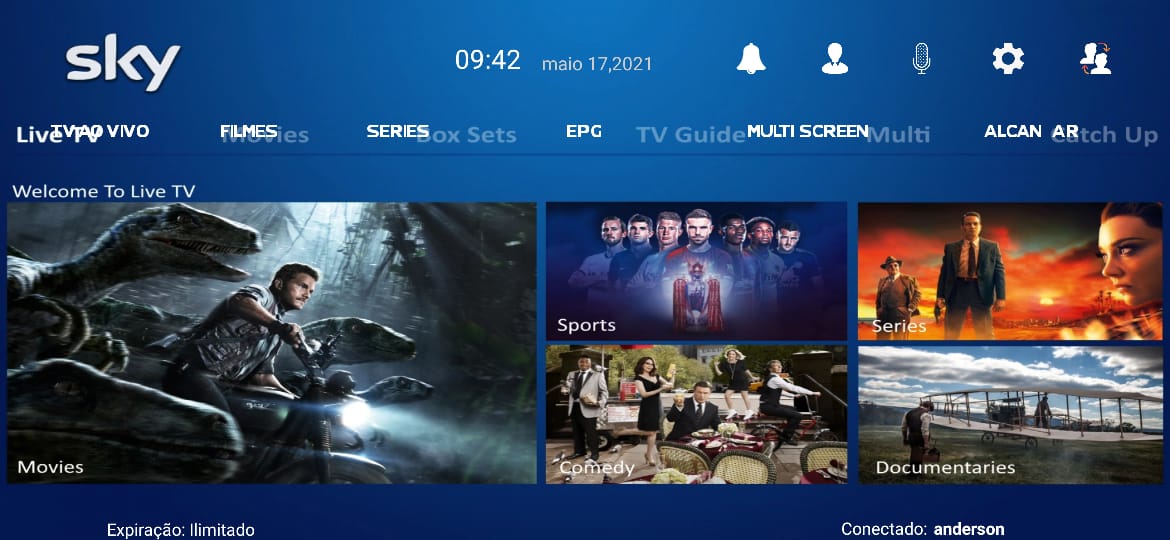 sky
09:42 maio 17,2021
Live TV Movies Box Sets TV Guide Multi Catch Up
TV AO VIVO FILMES SERIES EPG MULTI SCREEN ALCAN AR
Welcome To Live TV
Sports
Series
Movies
Comedy
Documentaries
Expiração: Ilimitado
Conectado: anderson